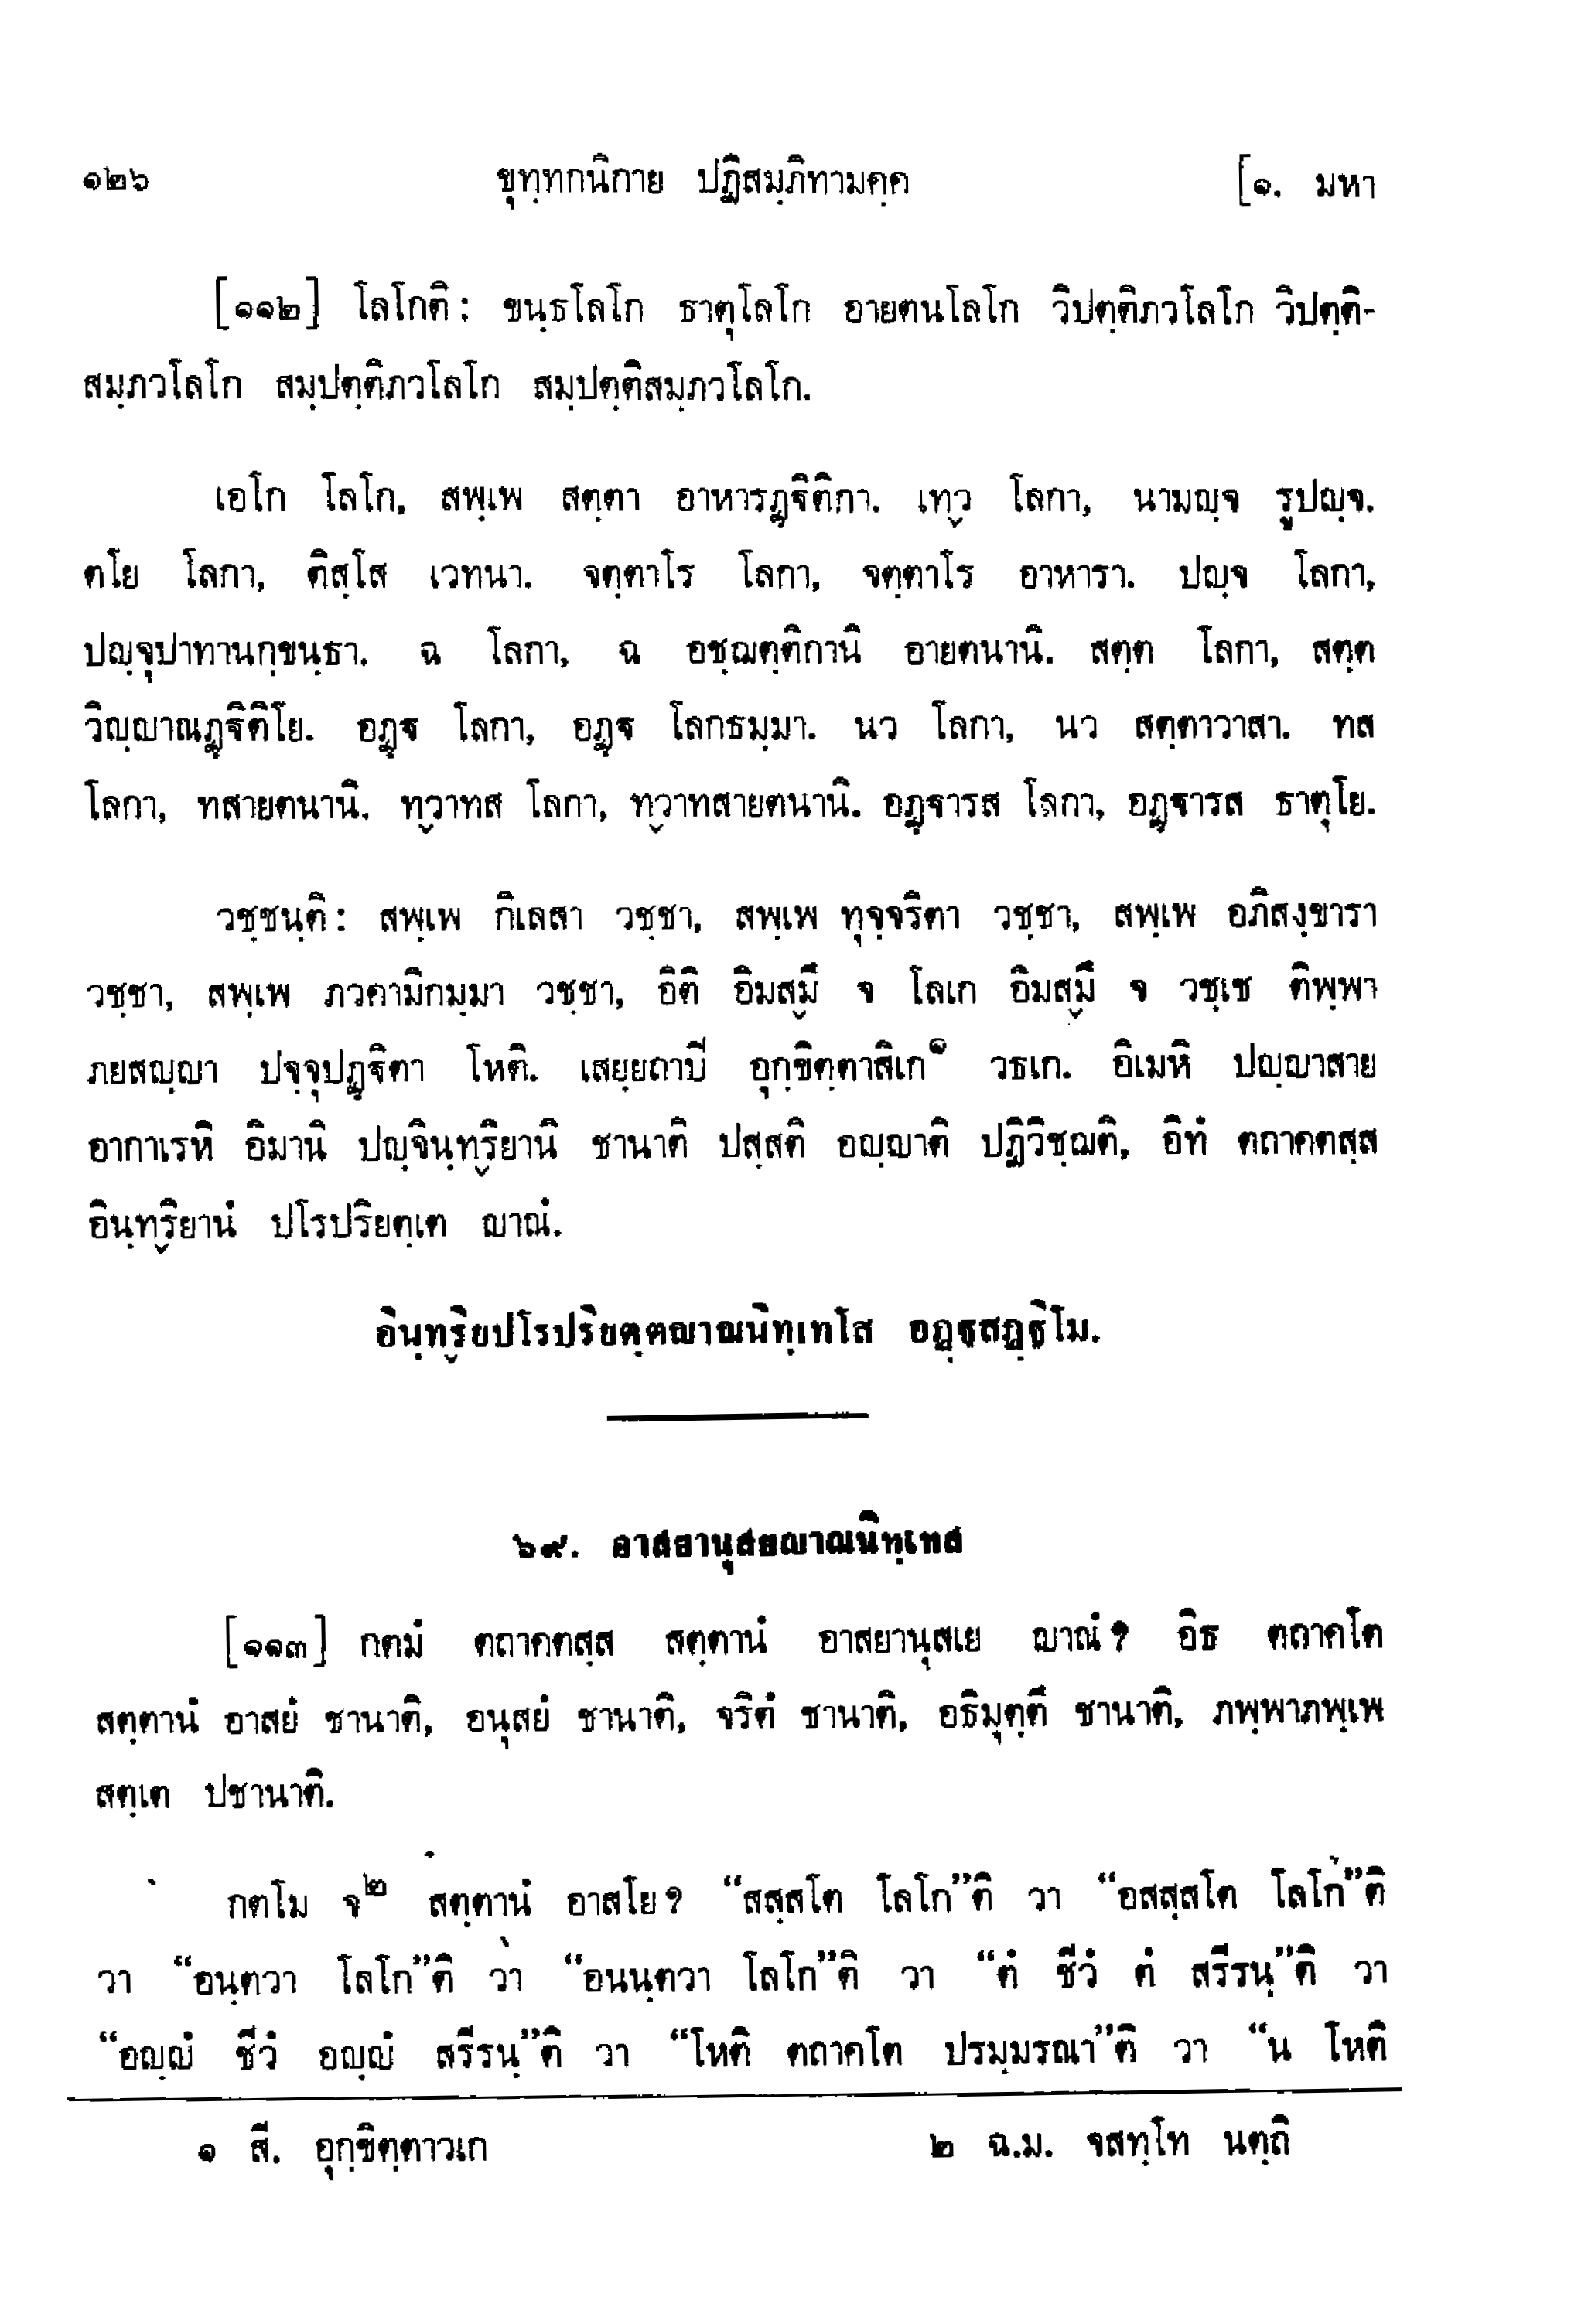 ๑๒๖ ขุทฺทกนิกาย ปฏิสมฺภิทามคฺค [๑. มหา
[๑๑๒] โลโกติ: ขนฺธโลโก ธาตุโลโก อายตนโลโก วิปตฺติภวโลโก วิปตฺติ-
สมฺภวโลโก สมฺปตฺติภวโลโก สมฺปตฺติสมฺภวโลโก.
เอโก โลโก, สพฺเพ สตฺตา อาหารฏฺฐิติกา. เทฺว โลกา, นามญฺจ รูปญฺจ.
ตโย โลกา, ติสฺโส เวทนา. จตฺตาโร โลกา, จตฺตาโร อาหารา. ปญฺจ โลกา,
ปญฺจุปาทานกฺขนฺธา. ฉ โลกา, ฉ อชฺฌตฺติกานิ อายตนานิ. สตฺต โลกา, สตฺต
วิญฺญาณฏฺฐิติโย. อฏฺฐ โลกา, อฏฺฐ โลกธมฺมา. นว โลกา, นว สตฺตาวาสา. ทส
โลกา, ทสายตนานิ. ทฺวาทส โลกา, ทฺวาทสายตนานิ. อฏฺฐารส โลกา, อฏฺฐารส ธาตุโย.
วชฺชนฺติ: สพฺเพ กิเลสา วชฺชา, สพฺเพ ทุจฺจริตา วชฺชา, สพฺเพ อภิสงฺขารา
วชฺชา, สพฺเพ ภวคามิกมฺมา วชฺชา, อิติ อิมสฺมึ จ โลเก อิมสฺมึ จ วชฺเช ติพฺพา
ภยสญฺญา ปจฺจุปฏฺฐิตา โหติ. เสยฺยถาปิ อุกฺขิตฺตาสิเก๑ วธเก. อิเมหิ ปญฺญาสาย
อากาเรหิ อิมานิ ปญฺจินฺทฺริยานิ ชานาติ ปสฺสติ อญฺญาติ ปฏิวิชฺฌติ, อิทํ ตถาคตสฺส
อินฺทฺริยานํ ปโรปริยตฺเต ญาณํ.
อินฺทฺริยปโรปริยตฺตญาณนิทฺเทโส อฏฺฐสฏฺฐิโม.
๖๙. อาสยานุสยญาณนิทฺเทส
[๑๑๓] กตมํ ตถาคตสฺส สตฺตานํ อาสยานุสเย ญาณํ? อิธ ตถาคโต
สตฺตานํ อาสยํ ชานาติ, อนุสยํ ชานาติ, จริตํ ชานาติ, อธิมุตฺตึ ชานาติ, ภพฺพาภพฺเพ
สตฺเต ปชานาติ.
กตโม จ๒ สตฺตานํ อาสโย? “สสฺสโต โลโก”ติ วา “อสสฺสโต โลโก”ติ
วา “อนฺตวา โลโก”ติ วา “อนนฺตวา โลโก”ติ วา “ตํ ชีวํ ตํ สรีรนฺ”ติ วา
“อญฺญํ ชีวํ อญฺญํ สรีรนฺ”ติ วา “โหติ ตถาคโต ปรมฺมรณา”ติ วา “น โหติ
๑ สี. อุกฺขิตฺตาวเก ๒ ฉ.ม. จสทฺโท นตฺถิ